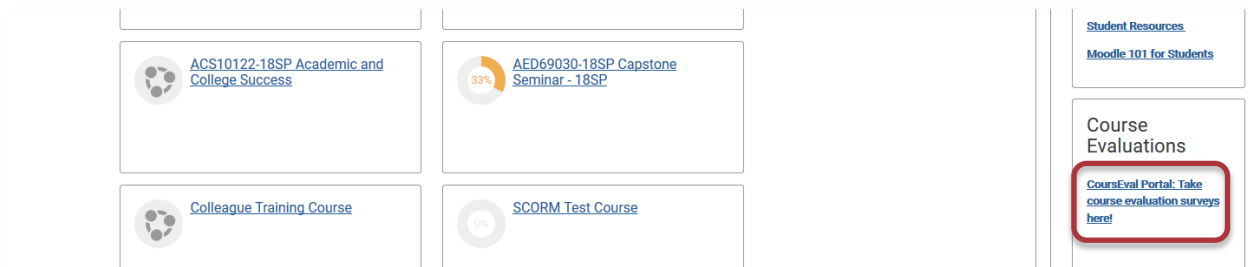 ACS10122-18SP Academic and
College Success
33%
AED69030-18SP Capstone
Seminar - 18SP
Colleague Training Course
0%
SCORM Test Course
Student Resources
Moodle 101 for Students
Course
Evaluations
CoursEval Portal: Take
course evaluation surveys
here!